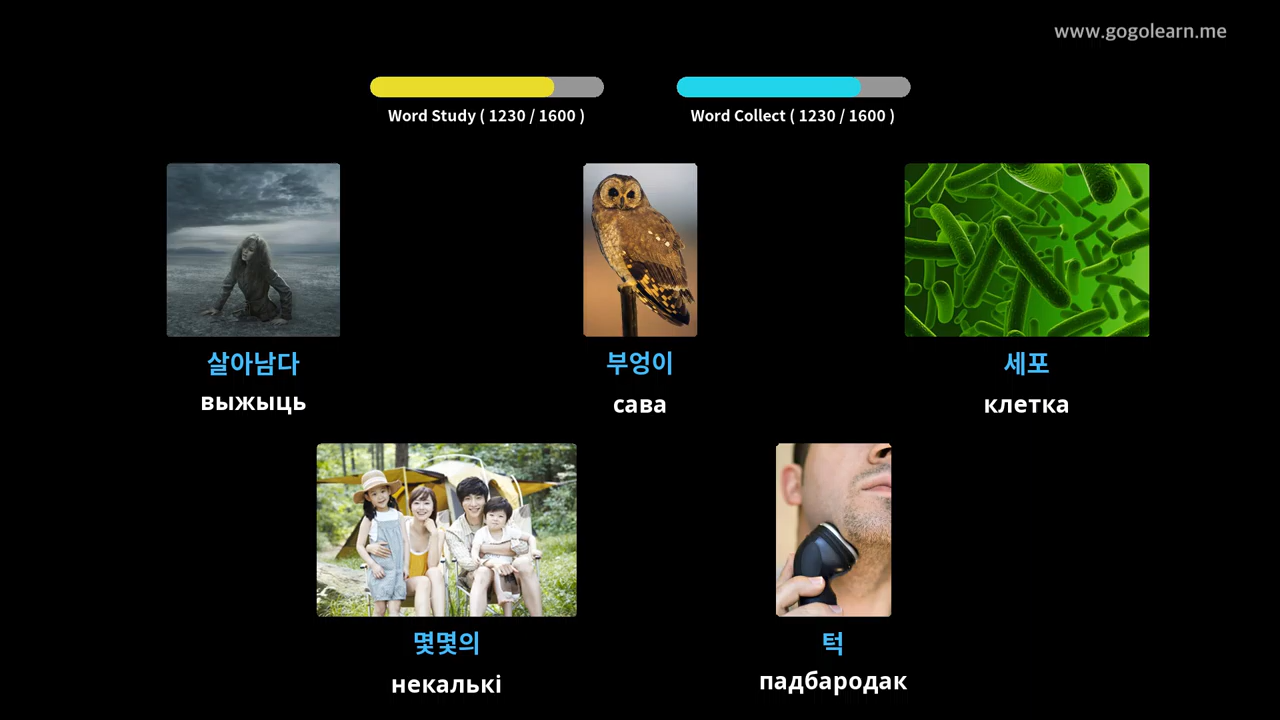 www.gogolearn.me
Word Study ( 1230 / 1600 )
Word Collect ( 1230 / 1600 )
살아남다
выжыць
부엉이
сава
세포
клетка
몇몇의
некалькі
턱
падбародак